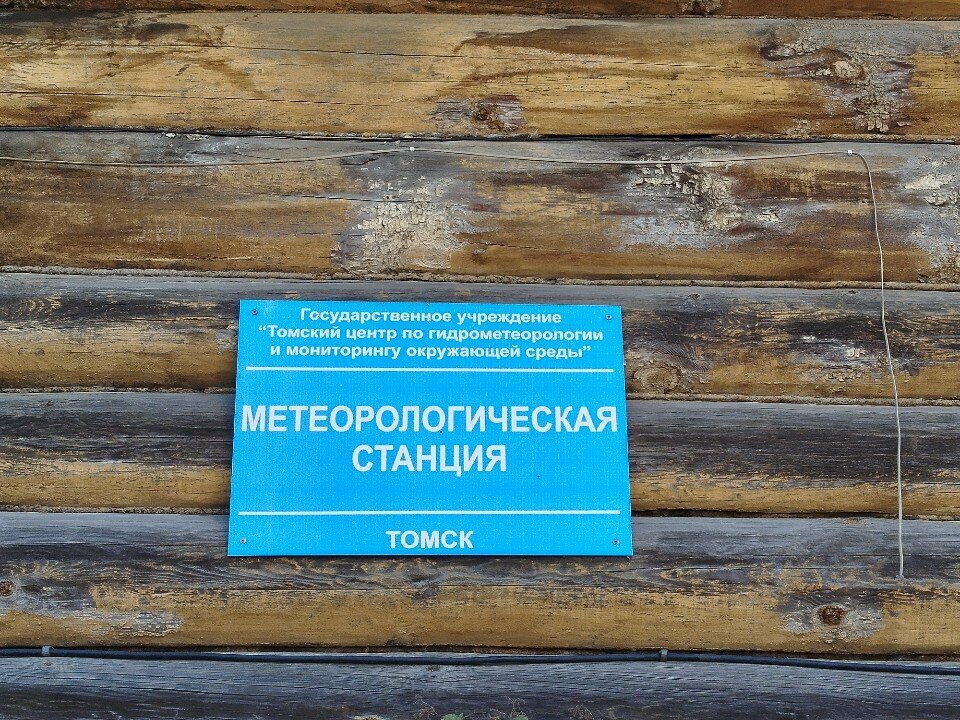 Государственное учреждение
“Томский центр по гидрометеорологии
и мониторингу окружающей среды”
МЕТЕОРОЛОГИЧЕСКАЯ
СТАНЦИЯ
ТОМСК